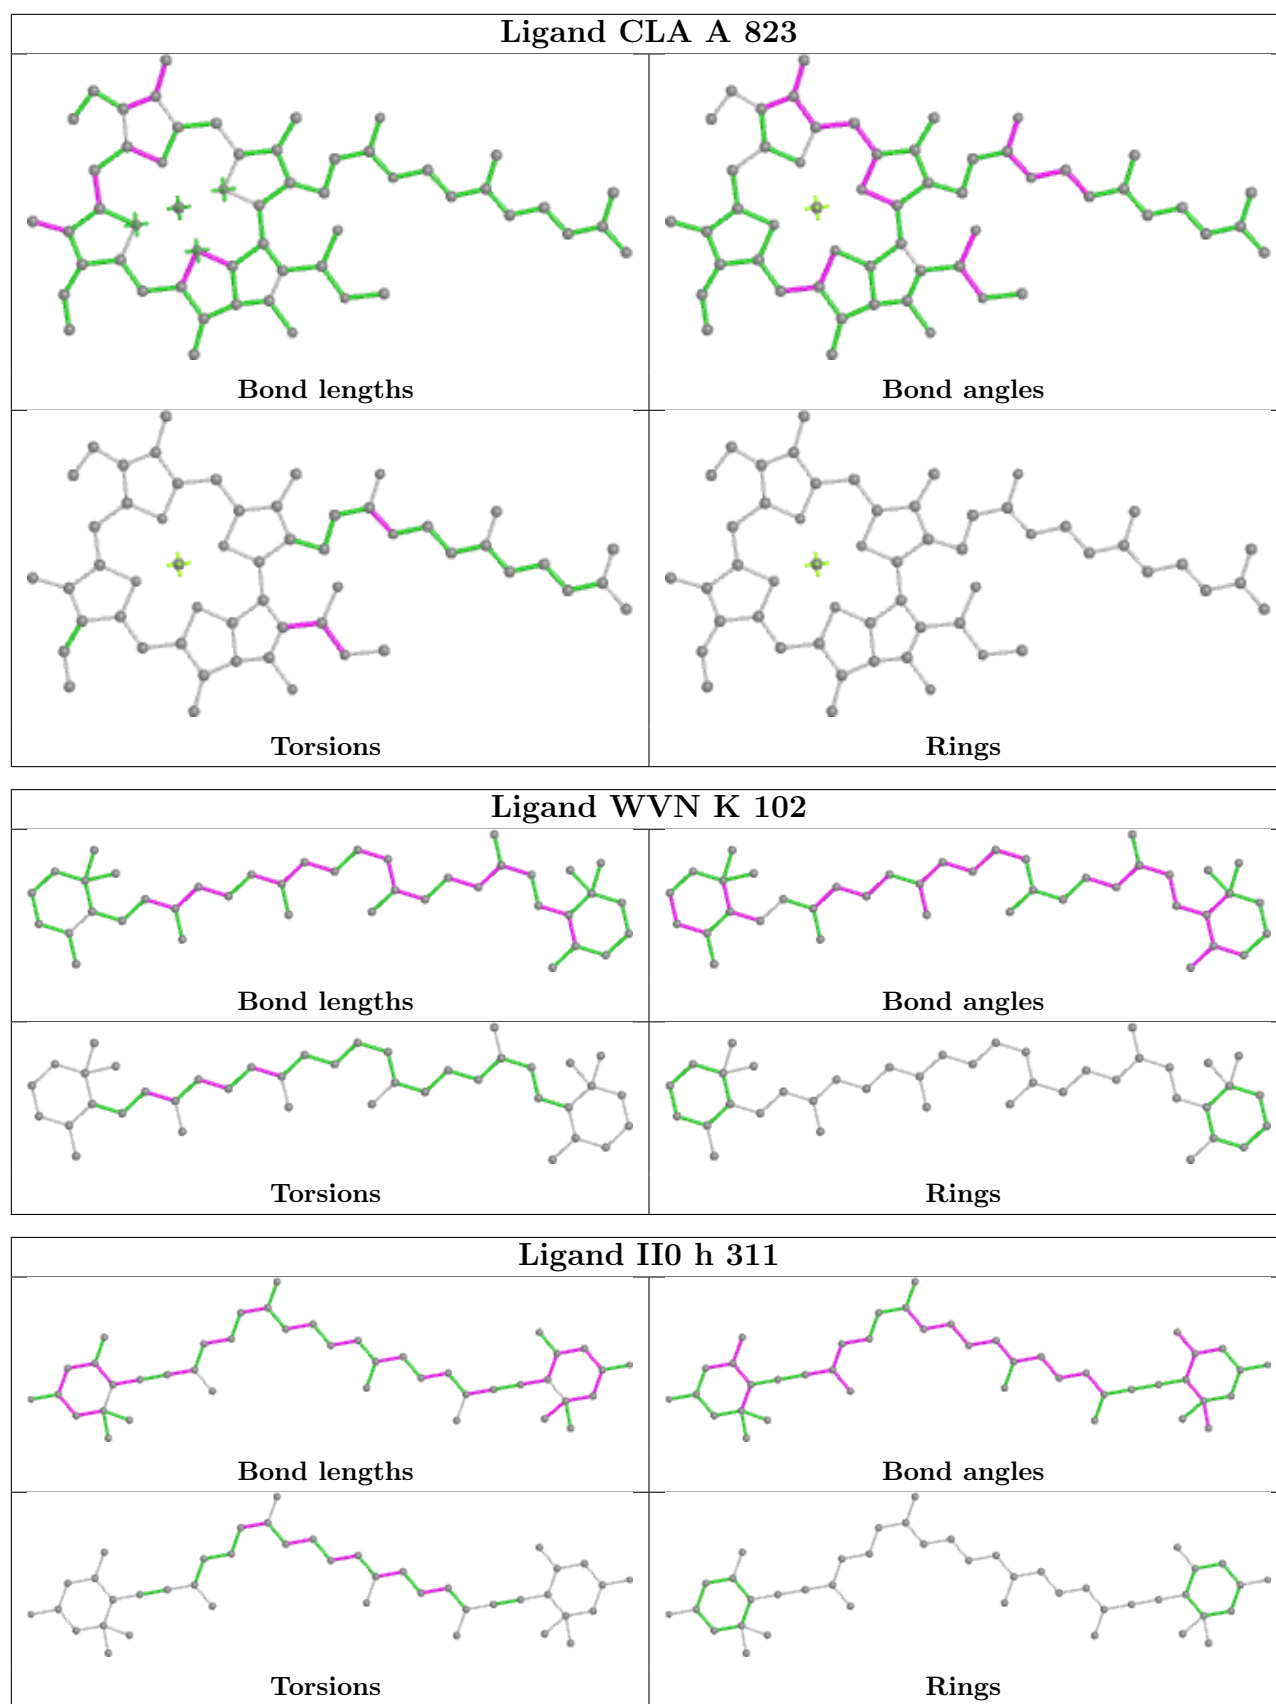 Ligand CLA A 823
Bond lengths Bond angles
Torsions Rings
Ligand WVN K 102
Bond lengths Bond angles
Torsions Rings
Ligand II0 h 311
Bond lengths Bond angles
Torsions Rings